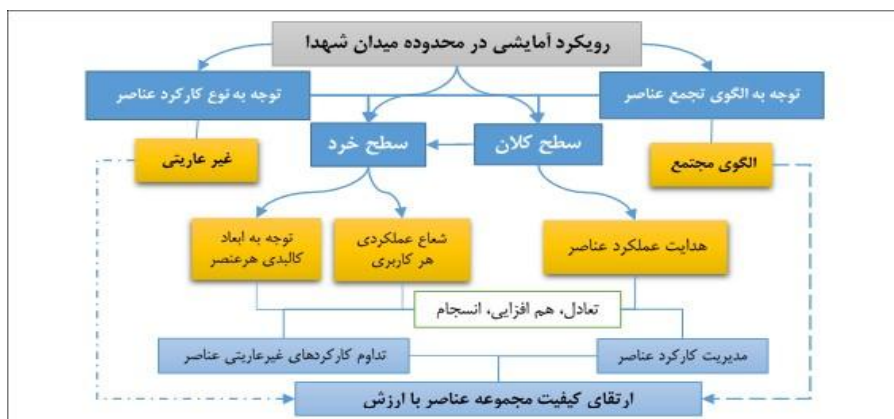 رویکرد آمایشی در محدوده میدان شهدا
توجه به الگوی تجمع عناصر
توجه به نوع کارکرد عناصر
سطح کلان
سطح خرد
الگوی مجتمع
غیر عاریتی
هدایت عملکرد عناصر
شعاع عملکردی
هر کاربری
توجه به ابعاد
کالبدی هرعنصر
تعادل، هم افزایی، انسجام
مدیریت کارکرد عناصر
تداوم کارکردهای غیرعاریتی عناصر
ارتقای کیفیت مجموعه عناصر با ارزش